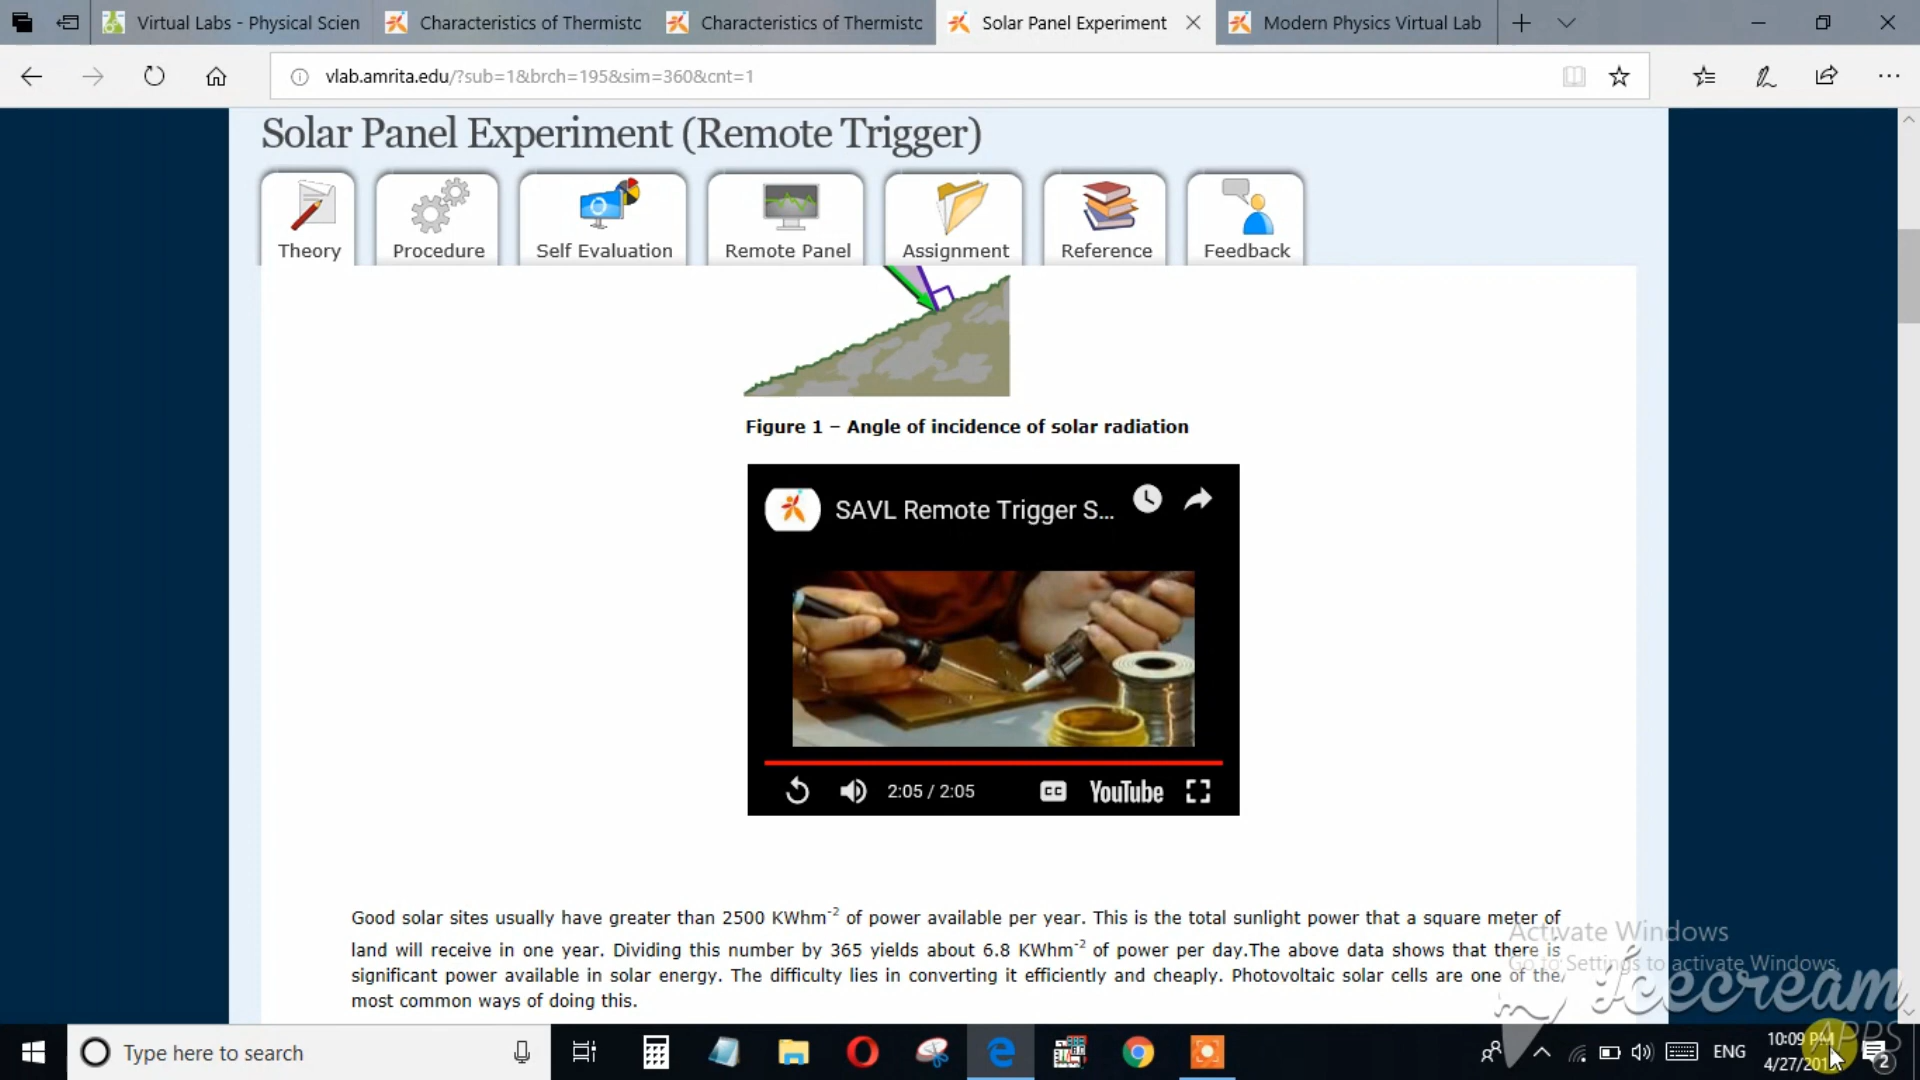 Virtual Labs - Physical Scien
Characteristics of Thermistc
Characteristics of Thermistc
Solar Panel Experiment
Modern Physics Virtual Lab
vlab.amrita.edu/?sub=1&brch=195&sim=360&cnt=1
Solar Panel Experiment (Remote Trigger)
Theory
Procedure
Self Evaluation
Remote Panel
Assignment
Reference
Feedback
Figure 1 – Angle of incidence of solar radiation
SAVL Remote Trigger S...
2:05 / 2:05
CC
YouTube
Good solar sites usually have greater than 2500 KWhm⁻² of power available per year. This is the total sunlight power that a square meter of
land will receive in one year. Dividing this number by 365 yields about 6.8 KWhm⁻² of power per day.The above data shows that there is
significant power available in solar energy. The difficulty lies in converting it efficiently and cheaply. Photovoltaic solar cells are one of the
most common ways of doing this.
Activate Windows
Go to Settings to activate Windows.
Icecream
APPS
Type here to search
ENG
10:09 PM
2